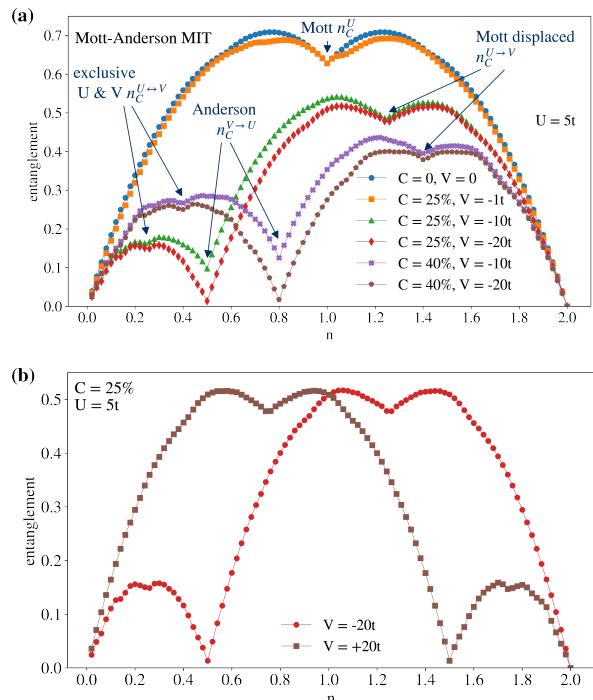 (a)
Mott-Anderson MIT
Mott n_C^U
Mott displaced
n_C^{U→V}
exclusive
U & V n_C^{U↔V}
Anderson
n_C^{V→U}
U = 5t
entanglement
0.7
0.6
0.5
0.4
0.3
0.2
0.1
0.0
C = 0, V = 0
C = 25%, V = -1t
C = 25%, V = -10t
C = 25%, V = -20t
C = 40%, V = -10t
C = 40%, V = -20t
0.0 0.2 0.4 0.6 0.8 1.0 1.2 1.4 1.6 1.8 2.0
n
(b)
C = 25%
U = 5t
entanglement
0.5
0.4
0.3
0.2
0.1
0.0
V = -20t
V = +20t
0.0 0.2 0.4 0.6 0.8 1.0 1.2 1.4 1.6 1.8 2.0
n